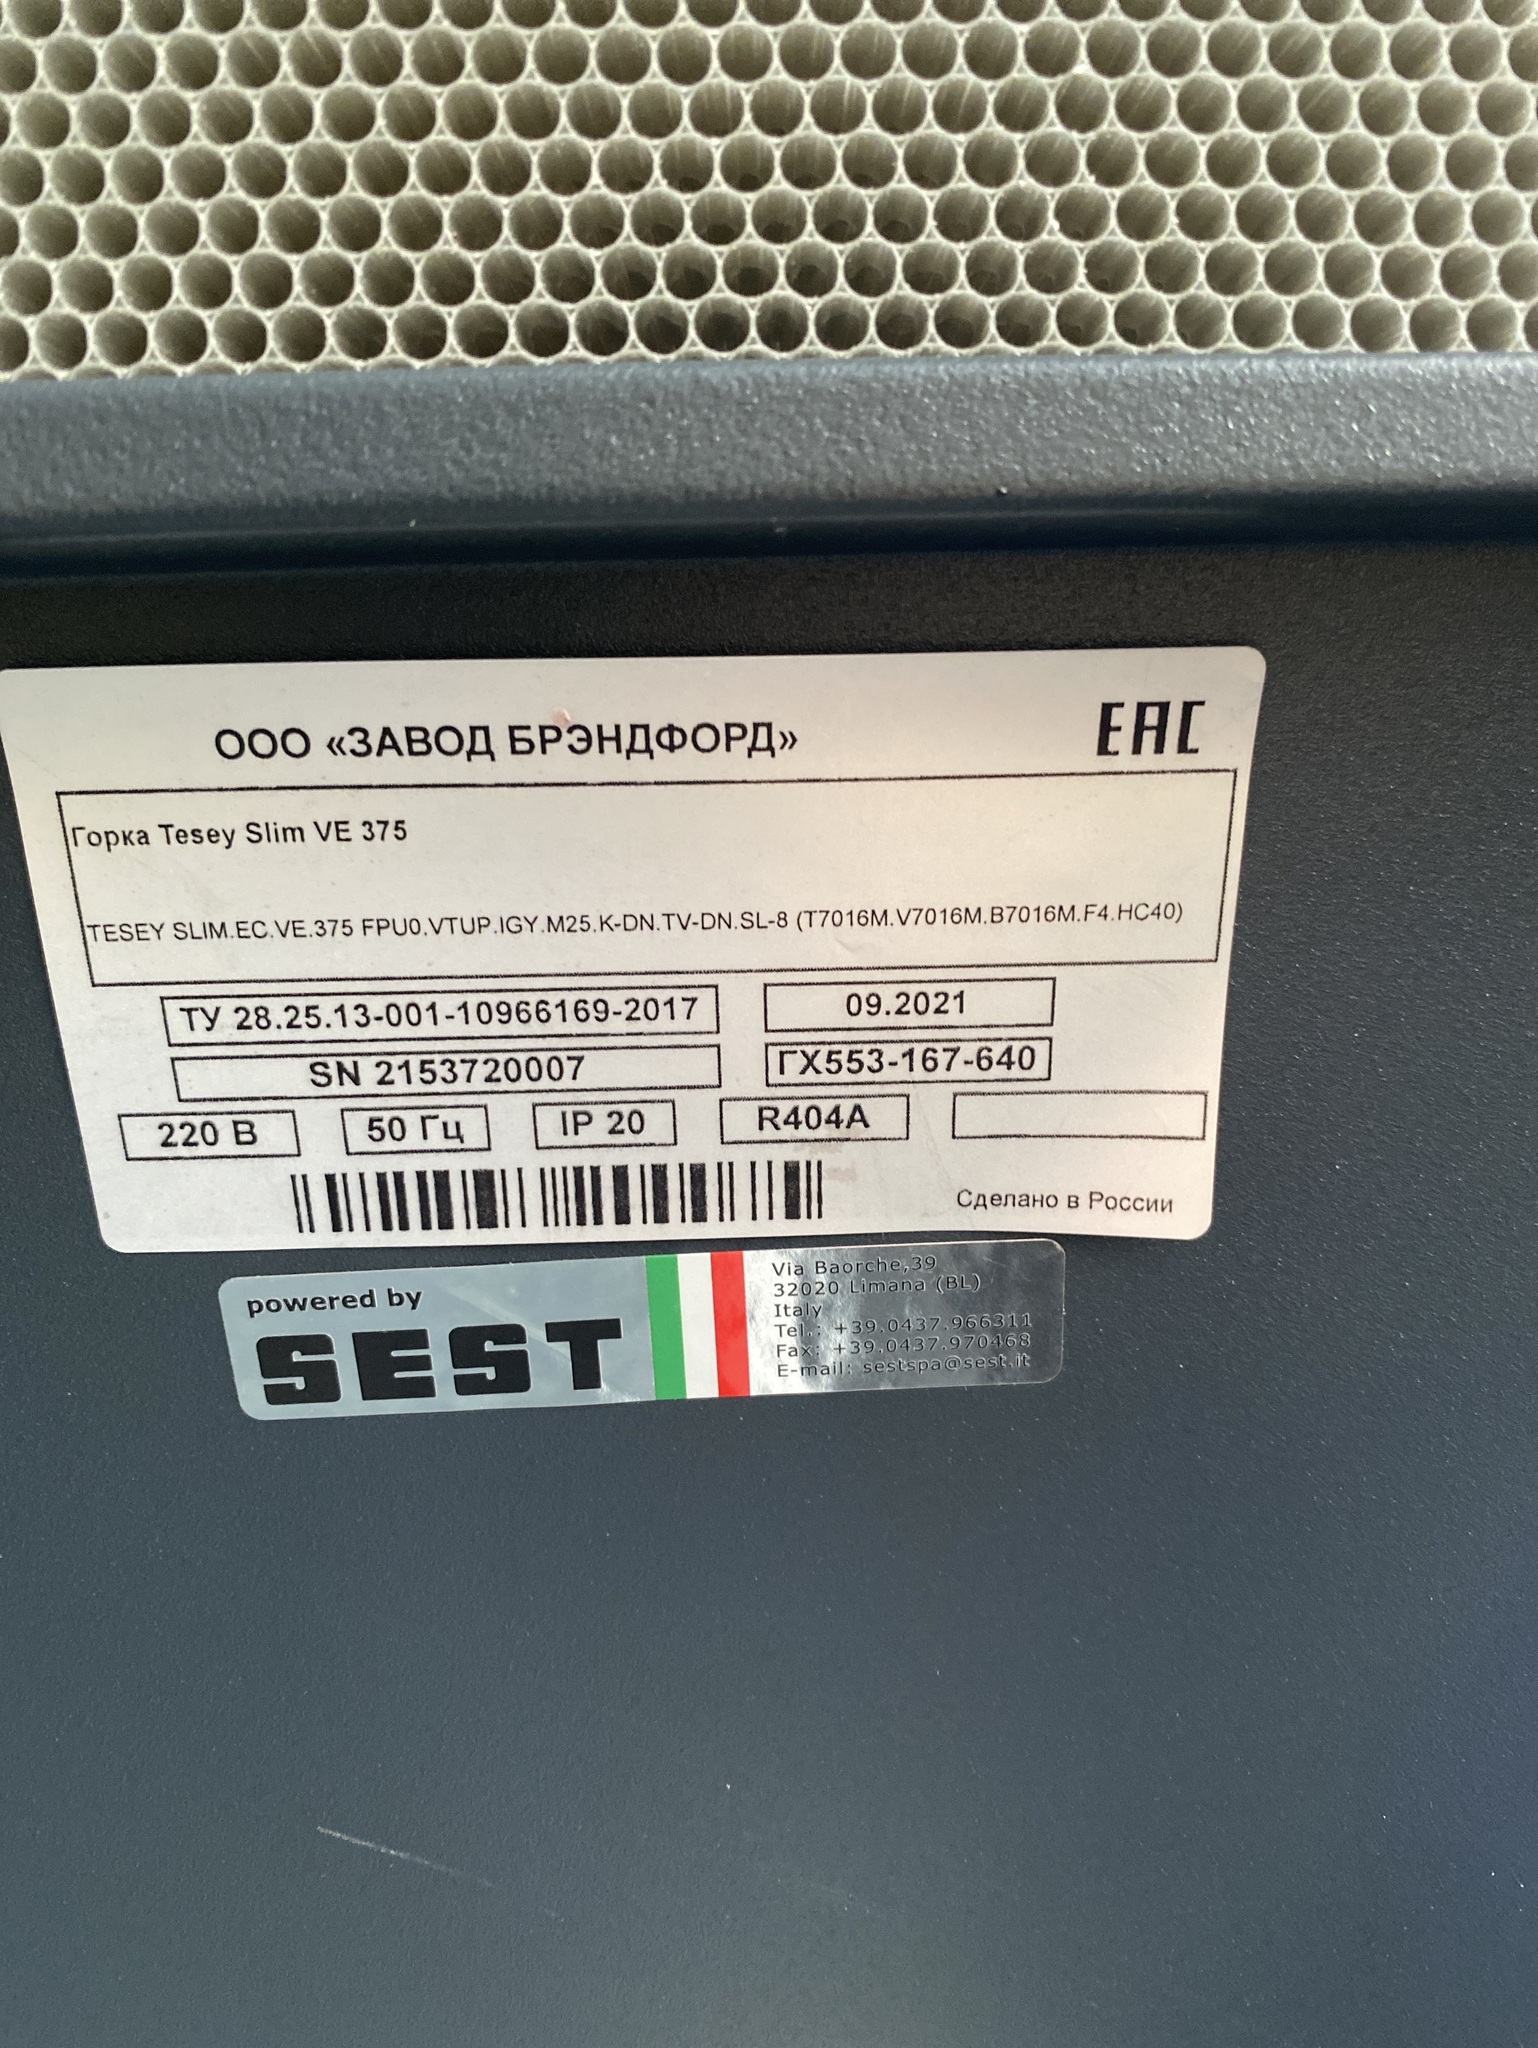 ООО «ЗАВОД БРЭНДФОРД»
EAC
Горка Tesey Slim VE 375
TESEY SLIM.EC.VE.375 FPU0.VTUP.IGY.M25.K-DN.TV-DN.SL-8 (T7016M.V7016M.B7016M.F4.HC40)
ТУ 28.25.13-001-10966169-2017
09.2021
SN 2153720007
ГХ553-167-640
220 В
50 Гц
IP 20
R404A
Сделано в России
powered by
SEST
Via Baorche,39
32020 Limana (BL)
Italy
Tel.: +39.0437.966311
Fax: +39.0437.970468
E-mail: sestspa@sest.it